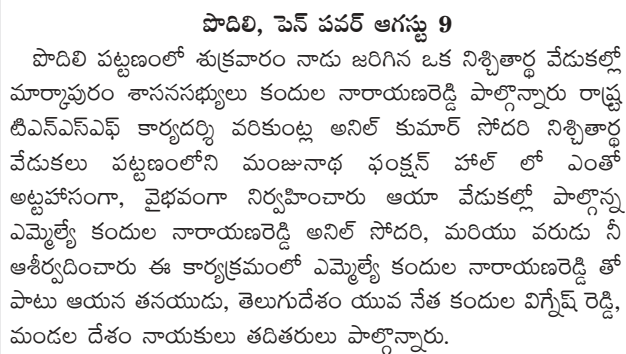 పొదిలి, పెన్ పవర్ ఆగస్టు 9
పొదిలి పట్టణంలో శుక్రవారం నాడు జరిగిన ఒక నిశ్చితార్థ వేడుకల్లో
మార్కాపురం శాసనసభ్యులు కందుల నారాయణరెడ్డి పాల్గొన్నారు రాష్ట్ర
టిఎన్ఎస్ఎఫ్ కార్యదర్శి వరికుంట్ల అనిల్ కుమార్ సోదరి నిశ్చితార్థ
వేడుకలు పట్టణంలోని మంజునాథ ఫంక్షన్ హాల్ లో ఎంతో
అట్టహాసంగా, వైభవంగా నిర్వహించారు ఆయా వేడుకల్లో పాల్గొన్న
ఎమ్మెల్యే కందుల నారాయణరెడ్డి అనిల్ సోదరి, మరియు వరుడు నీ
ఆశీర్వదించారు ఈ కార్యక్రమంలో ఎమ్మెల్యే కందుల నారాయణరెడ్డి తో
పాటు ఆయన తనయుడు, తెలుగుదేశం యువ నేత కందుల విగ్నేష్ రెడ్డి,
మండల దేశం నాయకులు తదితరులు పాల్గొన్నారు.